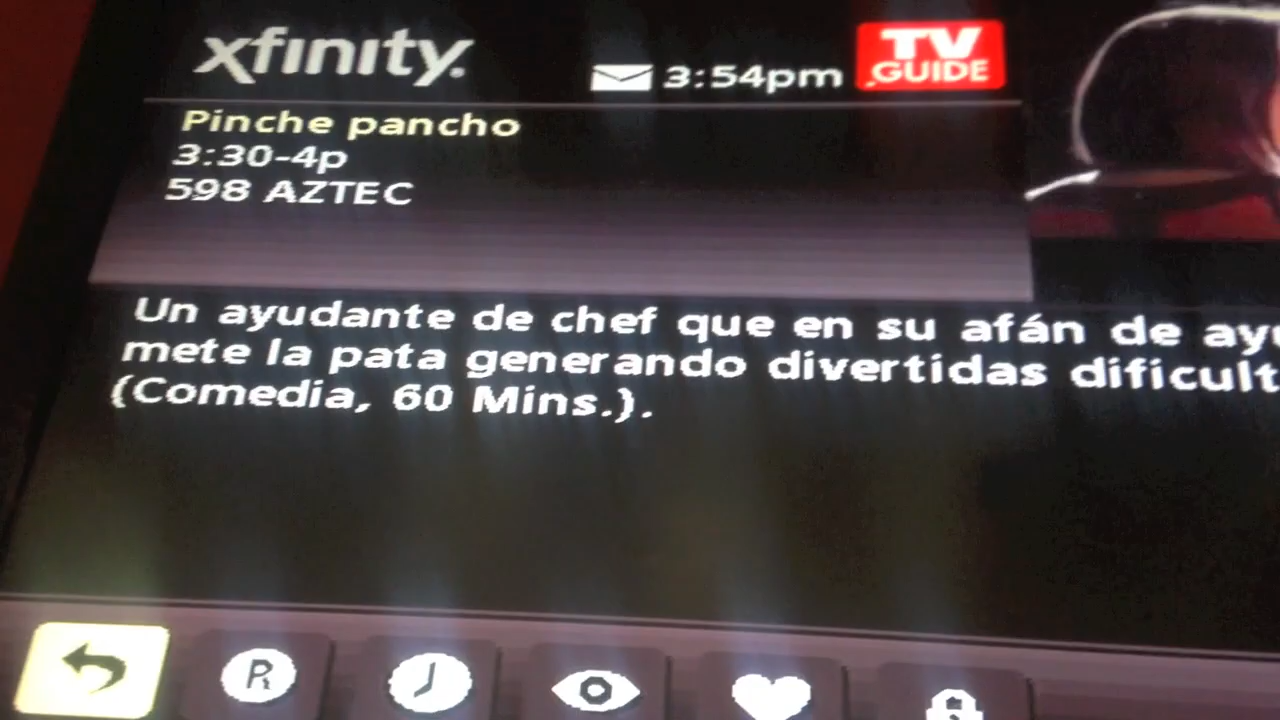 xfinity.
3:54pm
TV
GUIDE
Pinche pancho
3:30-4p
598 AZTEC
Un ayudante de chef que en su afán de
mete la pata generando divertidas
(Comedia, 60 Mins.).
R